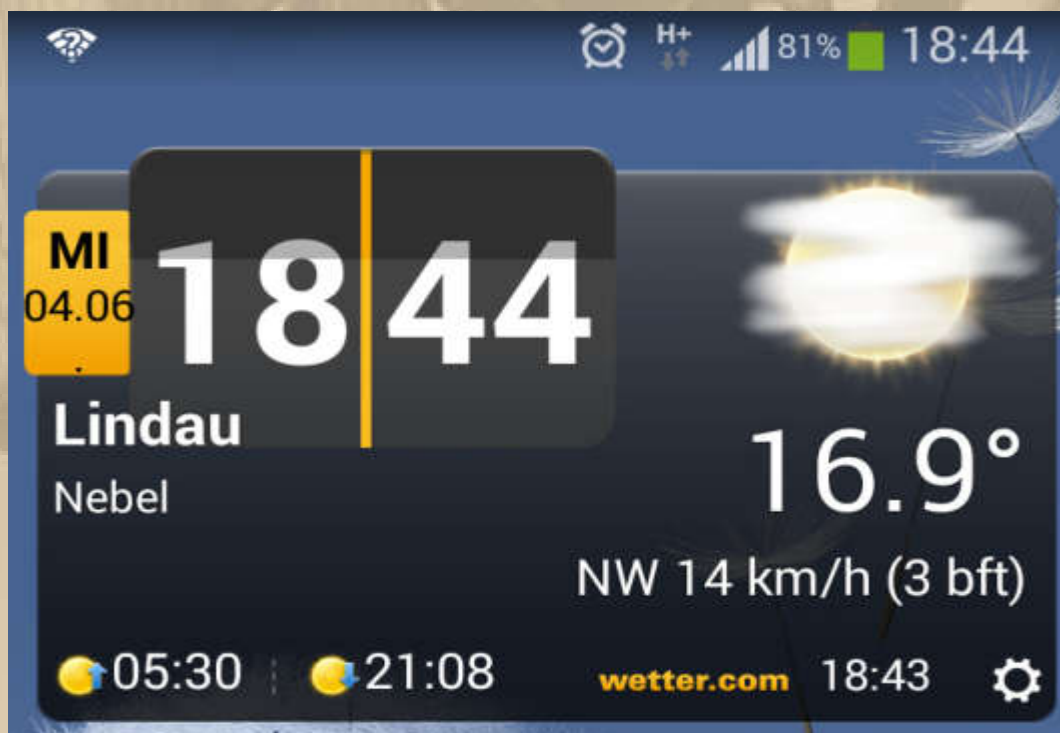 H+ 81% 18:44
MI
04.06
.
18 44
Lindau
Nebel
16.9°
NW 14 km/h (3 bft)
05:30 21:08 wetter.com 18:43